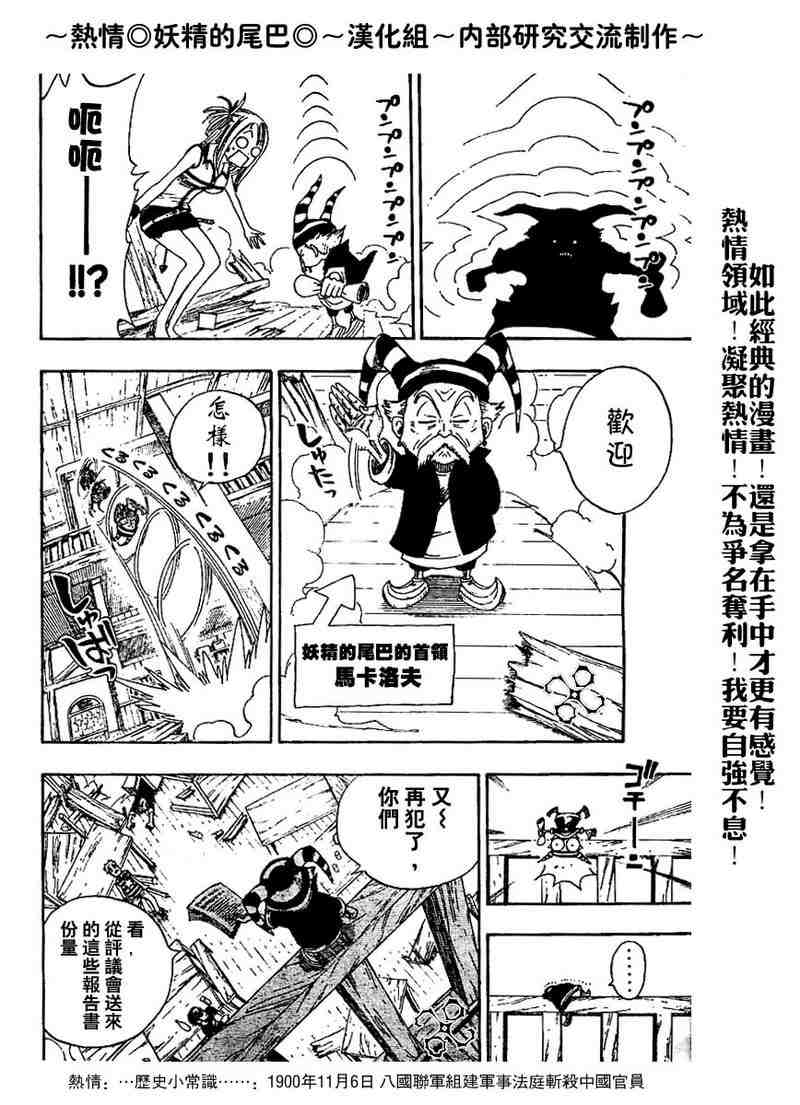 ～熱情◎妖精的尾巴◎～漢化組～内部研究交流制作～
プンプンプンプン
プンプンプンプン
呃
呃
——
!!?
歡迎
しゅたっ
妖精的尾巴的首領
馬卡洛夫
怎樣!!
くるくるくるくる
しゅばおっ
ゴチーン
……
又～
再犯了，
你們
看，
從評議會送來
的這些報告書
份量
如此經典的漫畫！還是拿在手中才更有感覺！
熱情領域！凝聚熱情！不為爭名奪利！我要自強不息！
熱情：…歷史小常識……：1900年11月6日 八國聯軍組建軍事法庭斬殺中國官員